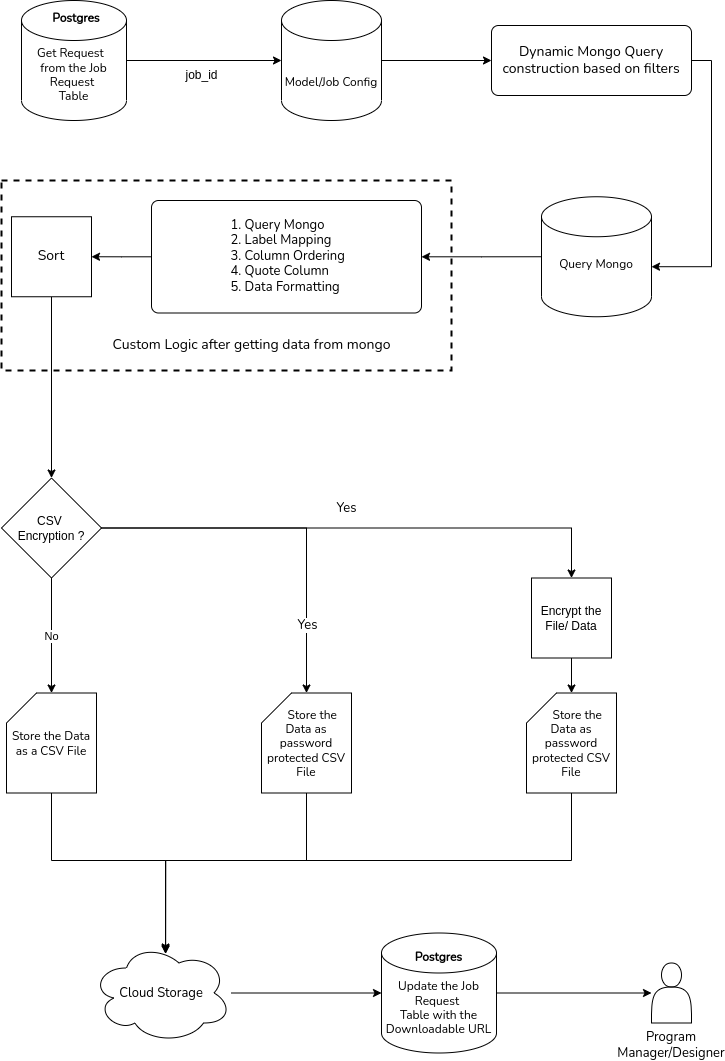 Postgres
Get Request
from the Job
Request
Table
job_id
Model/Job Config
Dynamic Mongo Query
construction based on filters
Sort
1. Query Mongo
2. Label Mapping
3. Column Ordering
4. Quote Column
5. Data Formatting
Query Mongo
Custom Logic after getting data from mongo
CSV
Encryption ?
Yes
No
Yes
Encrypt the
File/ Data
Store the Data
as a CSV File
Store the
Data as
password
protected CSV
File
Store the
Data as
password
protected CSV
File
Cloud Storage
Postgres
Update the Job
Request
Table with the
Downloadable URL
Program
Manager/Designer